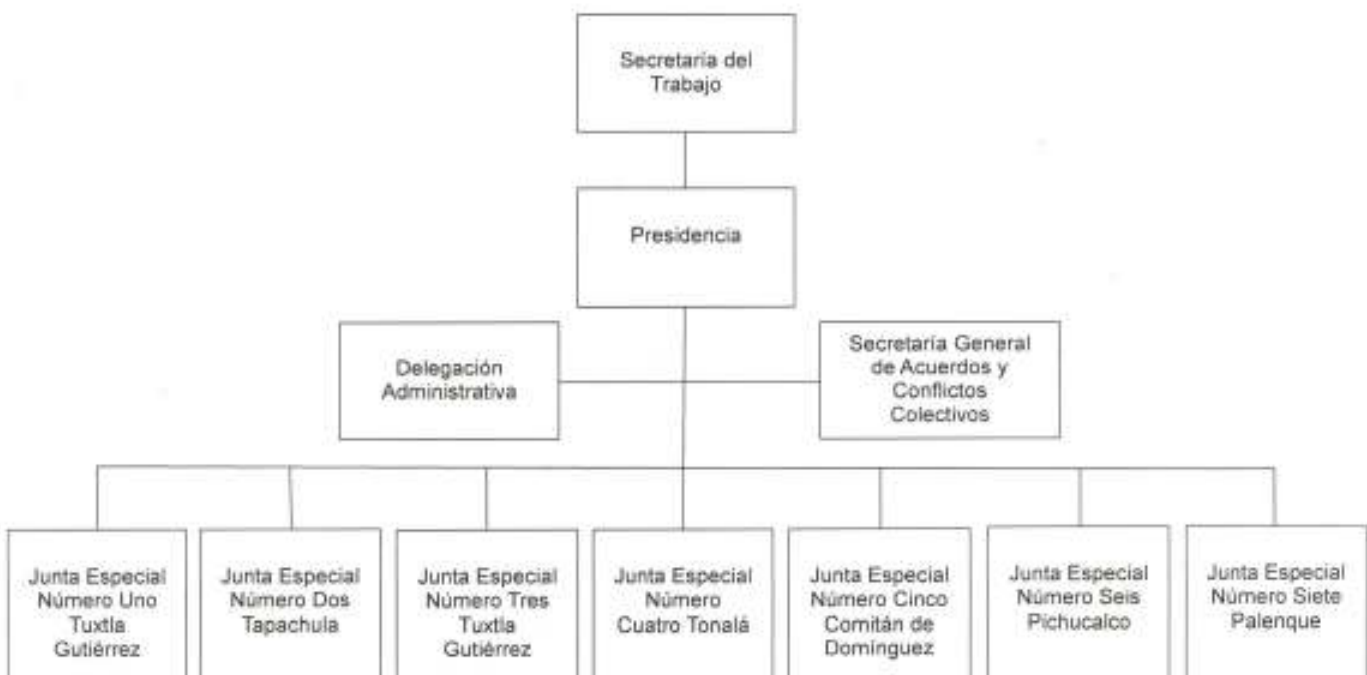 Secretaría del
Trabajo
Presidencia
Delegación
Administrativa
Secretaría General
de Acuerdos y
Conflictos
Colectivos
Junta Especial
Número Uno
Tuxtla
Gutiérrez
Junta Especial
Número Dos
Tapachula
Junta Especial
Número Tres
Tuxtla
Gutiérrez
Junta Especial
Número
Cuatro Tonalá
Junta Especial
Número Cinco
Comitán de
Domínguez
Junta Especial
Número Seis
Pichucalco
Junta Especial
Número Siete
Palenque